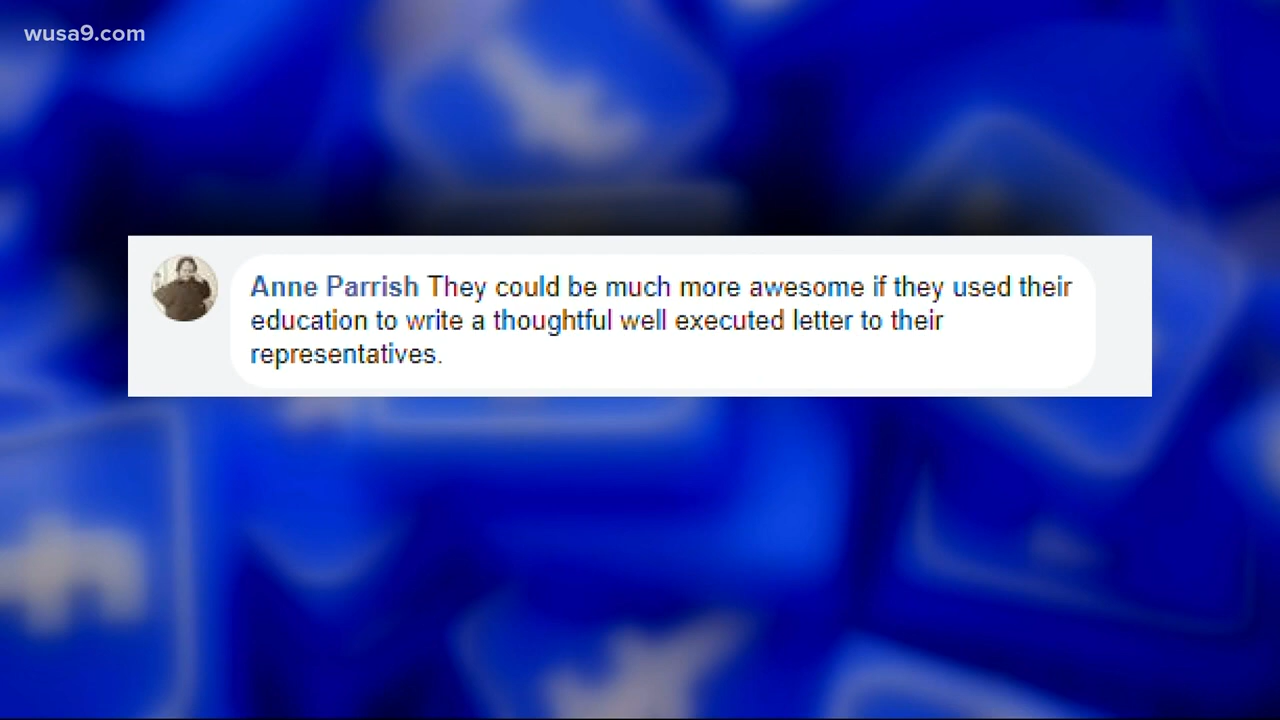 wusa9.com
Anne Parrish They could be much more awesome if they used their
education to write a thoughtful well executed letter to their
representatives.